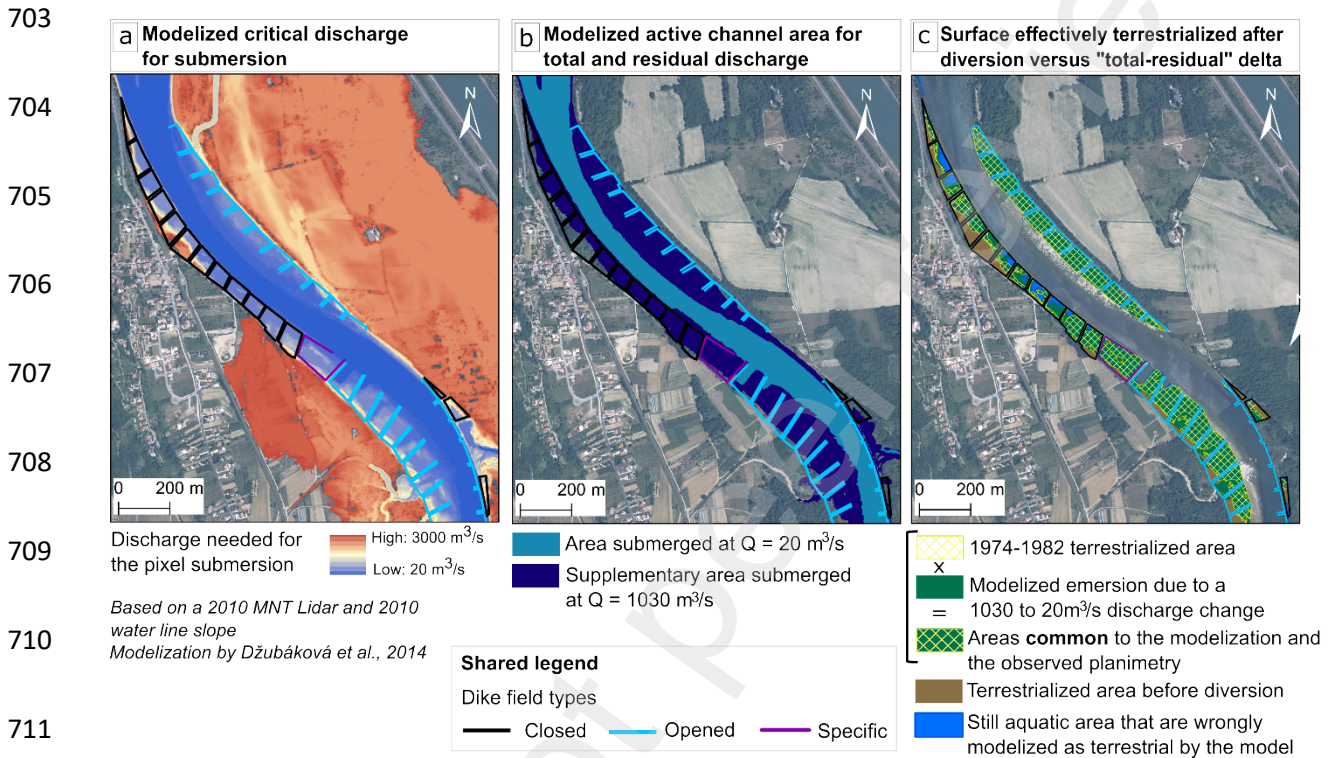 703
a Modelized critical discharge
for submersion
b Modelized active channel area for
total and residual discharge
c Surface effectively terrestrialized after
diversion versus "total-residual" delta
704
705
706
707
708
709
710
711
N
0 200 m
N
0 200 m
N
0 200 m
Discharge needed for
the pixel submersion
High: 3000 m³/s
Low: 20 m³/s
Based on a 2010 MNT Lidar and 2010
water line slope
Modelization by Džubáková et al., 2014
Area submerged at Q = 20 m³/s
Supplementary area submerged
at Q = 1030 m³/s
1974-1982 terrestrialized area
x
Modelized emersion due to a
= 1030 to 20m³/s discharge change
Areas common to the modelization and
the observed planimetry
Terrestrialized area before diversion
Still aquatic area that are wrongly
modelized as terrestrial by the model
Shared legend
Dike field types
Closed Opened Specific